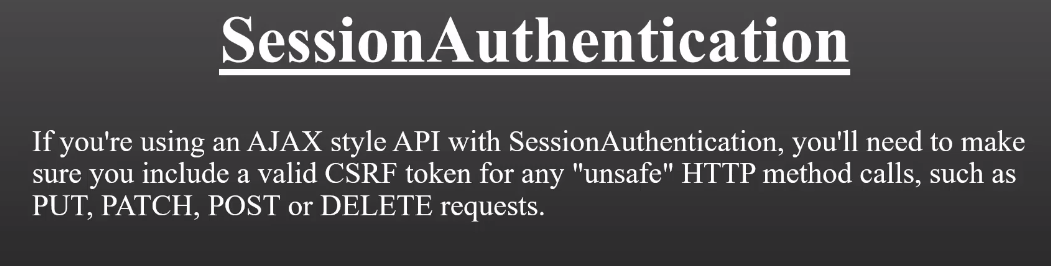 SessionAuthentication
If you're using an AJAX style API with SessionAuthentication, you'll need to make
sure you include a valid CSRF token for any "unsafe" HTTP method calls, such as
PUT, PATCH, POST or DELETE requests.